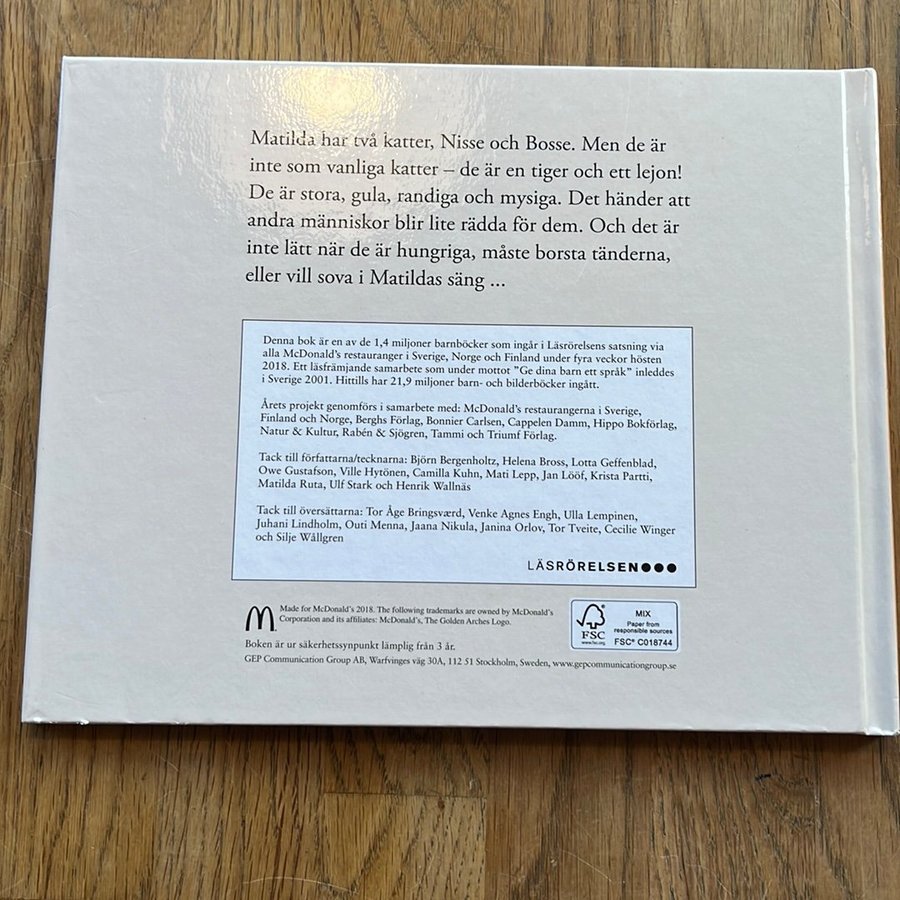 Matilda har två katter, Nisse och Bosse. Men de är
inte som vanliga katter – de är en tiger och ett lejon!
De är stora, gula, randiga och mysiga. Det händer att
andra människor blir lite rädda för dem. Och det är
inte lätt när de är hungriga, måste borsta tänderna,
eller vill sova i Matildas säng ...
Denna bok är en av de 1,4 miljoner barnböcker som ingår i Läsrörelsens satsning via
alla McDonald's restauranger i Sverige, Norge och Finland under fyra veckor hösten
2018. Ett läsfrämjande samarbete som under mottot "Ge dina barn ett språk" inleddes
i Sverige 2001. Hittills har 21,9 miljoner barn- och bilderböcker ingått.
Årets projekt genomförs i samarbete med: McDonald's restaurangerna i Sverige,
Finland och Norge, Berghs Förlag, Bonnier Carlsen, Cappelen Damm, Hippo Bokförlag,
Natur & Kultur, Rabén & Sjögren, Tammi och Triumf Förlag.
Tack till författarna/tecknarna: Björn Bergenholtz, Helena Bross, Lotta Geffenblad,
Owe Gustafson, Ville Hytönen, Camilla Kuhn, Mati Lepp, Jan Lööf, Krista Partti,
Matilda Ruta, Ulf Stark och Henrik Wallnäs
Tack till översättarna: Tor Åge Bringsværd, Venke Agnes Engh, Ulla Lempinen,
Juhani Lindholm, Outi Menna, Jaana Nikula, Janina Orlov, Tor Tveite, Cecilie Winger
och Silje Wållgren
LÄSRÖRELSEN●●●
Made for McDonald's 2018. The following trademarks are owned by McDonald's
Corporation and its affiliates: McDonald's, The Golden Arches Logo.
Boken är ur säkerhetssynpunkt lämplig från 3 år.
GEP Communication Group AB, Warfvinges väg 30A, 112 51 Stockholm, Sweden, www.gepcommunicationgroup.se
FSC
www.fsc.org
MIX
Paper from
responsible sources
FSC® C018744